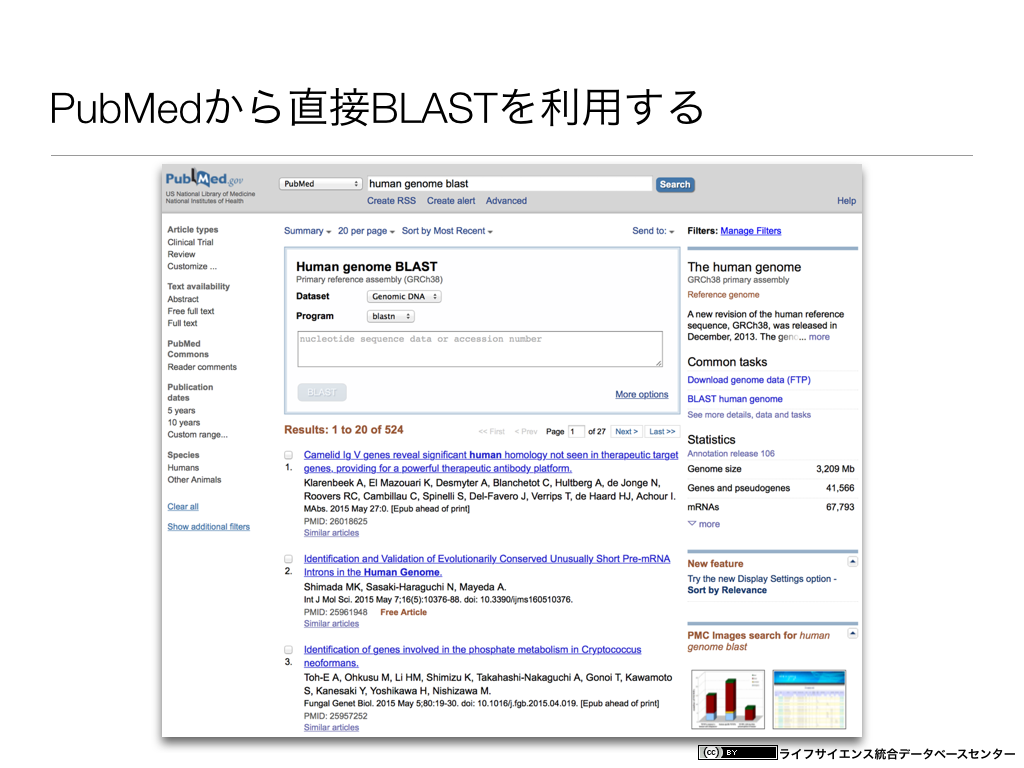 PubMedから直接BLASTを利用する
PubMed.gov
US National Library of Medicine
National Institutes of Health
PubMed
human genome blast
Search
Create RSS Create alert Advanced
Help
Article types
Clinical Trial
Review
Customize ...
Text availability
Abstract
Free full text
Full text
PubMed
Commons
Reader comments
Publication
dates
5 years
10 years
Custom range...
Species
Humans
Other Animals
Clear all
Show additional filters
Summary 20 per page Sort by Most Recent Send to:
Human genome BLAST
Primary reference assembly (GRCh38)
Dataset Genomic DNA
Program blastn
nucleotide sequence data or accession number
BLAST
More options
Results: 1 to 20 of 524
<< First < Prev Page 1 of 27 Next > Last >>
1.
Camelid Ig V genes reveal significant human homology not seen in therapeutic target
genes, providing for a powerful therapeutic antibody platform.
Klarenbeek A, El Mazouari K, Desmyter A, Blanchetot C, Hultberg A, de Jonge N,
Roovers RC, Cambillau C, Spinelli S, Del-Favero J, Verrips T, de Haard HJ, Achour I.
MAbs. 2015 May 27:0. [Epub ahead of print]
PMID: 26018625
Similar articles
2.
Identification and Validation of Evolutionarily Conserved Unusually Short Pre-mRNA
Introns in the Human Genome.
Shimada MK, Sasaki-Haraguchi N, Mayeda A.
Int J Mol Sci. 2015 May 7;16(5):10376-88. doi: 10.3390/ijms160510376.
PMID: 25961948 Free Article
Similar articles
3.
Identification of genes involved in the phosphate metabolism in Cryptococcus
neoformans.
Toh-E A, Ohkusu M, Li HM, Shimizu K, Takahashi-Nakaguchi A, Gonoi T, Kawamoto
S, Kanesaki Y, Yoshikawa H, Nishizawa M.
Fungal Genet Biol. 2015 May 5;80:19-30. doi: 10.1016/j.fgb.2015.04.019. [Epub ahead of print]
PMID: 25957252
Similar articles
Filters: Manage Filters
The human genome
GRCh38 primary assembly
Reference genome
A new revision of the human reference
sequence, GRCh38, was released in
December, 2013. The genc... more
Common tasks
Download genome data (FTP)
BLAST human genome
See more details, data and tasks
Statistics
Annotation release 106
Genome size 3,209 Mb
Genes and pseudogenes 41,566
mRNAs 67,793
more
New feature
Try the new Display Settings option -
Sort by Relevance
PMC Images search for human
genome blast
cc BY ライフサイエンス統合データベースセンター